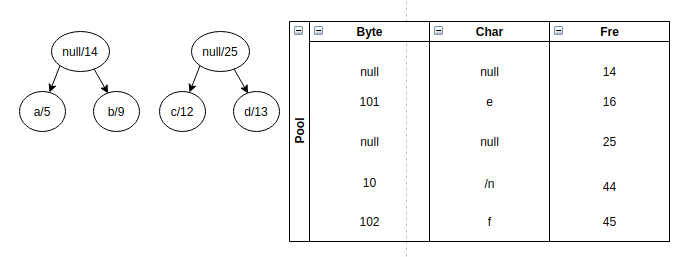 null/14
null/25
a/5
b/9
c/12
d/13
Pool
Byte Char Fre
null null 14
101 e 16
null null 25
10 /n 44
102 f 45